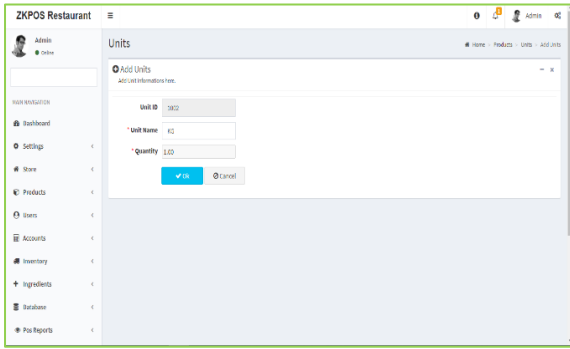 ZKPOS Restaurant
Admin
Admin
Online
Units
Home > Products > Units > Add Units
Add Units
Add Unit Informations here.
MAIN NAVIGATION
Unit ID
* Unit Name KG
* Quantity 1.00
Ok Cancel
Dashboard
Settings
Store
Products
Users
Accounts
Inventory
Ingredients
Database
Pos Reports